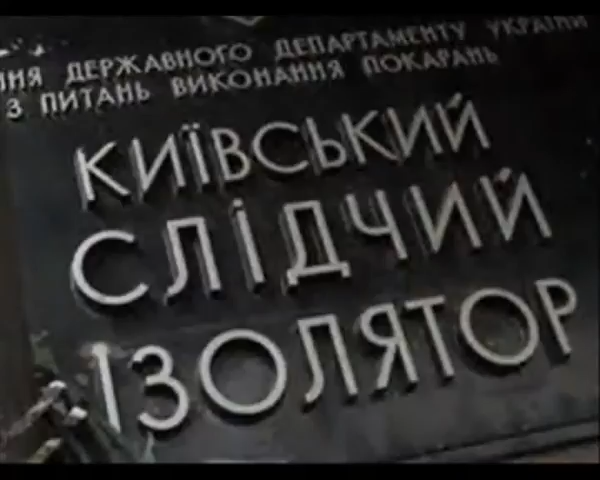 ДЕРЖАВНОГО ДЕПАРТАМЕНТУ УКРАЇНИ
З ПИТАНЬ ВИКОНАННЯ ПОКАРАНЬ
КИЇВСЬКИЙ
СЛІДЧИЙ
ІЗОЛЯТОР